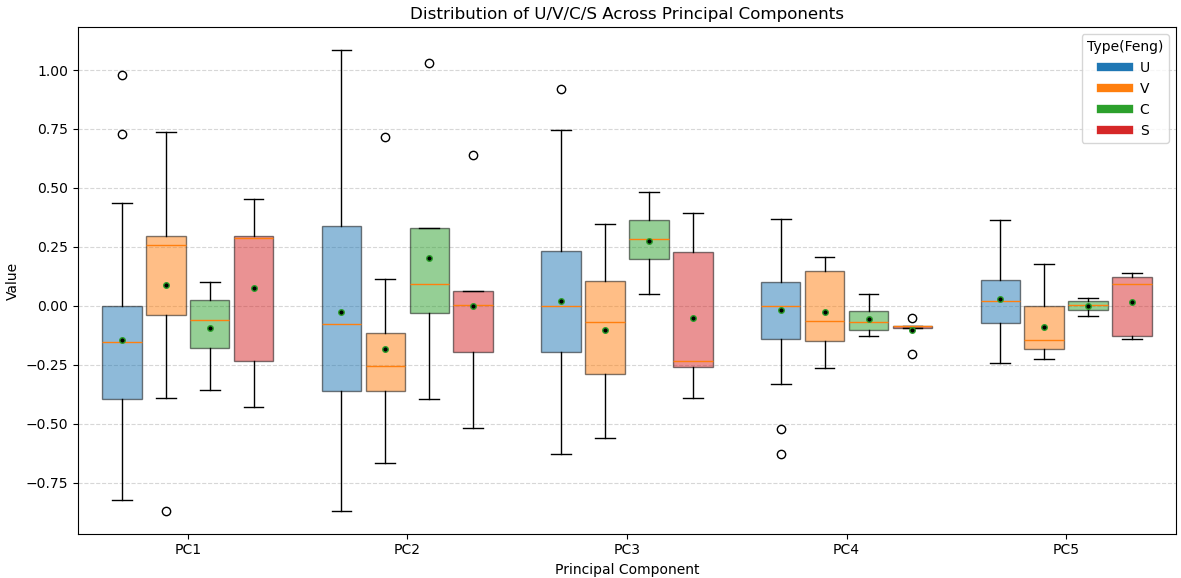 Distribution of U/V/C/S Across Principal Components
Type(Feng)
U
V
C
S
1.00
0.75
0.50
0.25
0.00
−0.25
−0.50
−0.75
Value
PC1 PC2 PC3 PC4 PC5
Principal Component